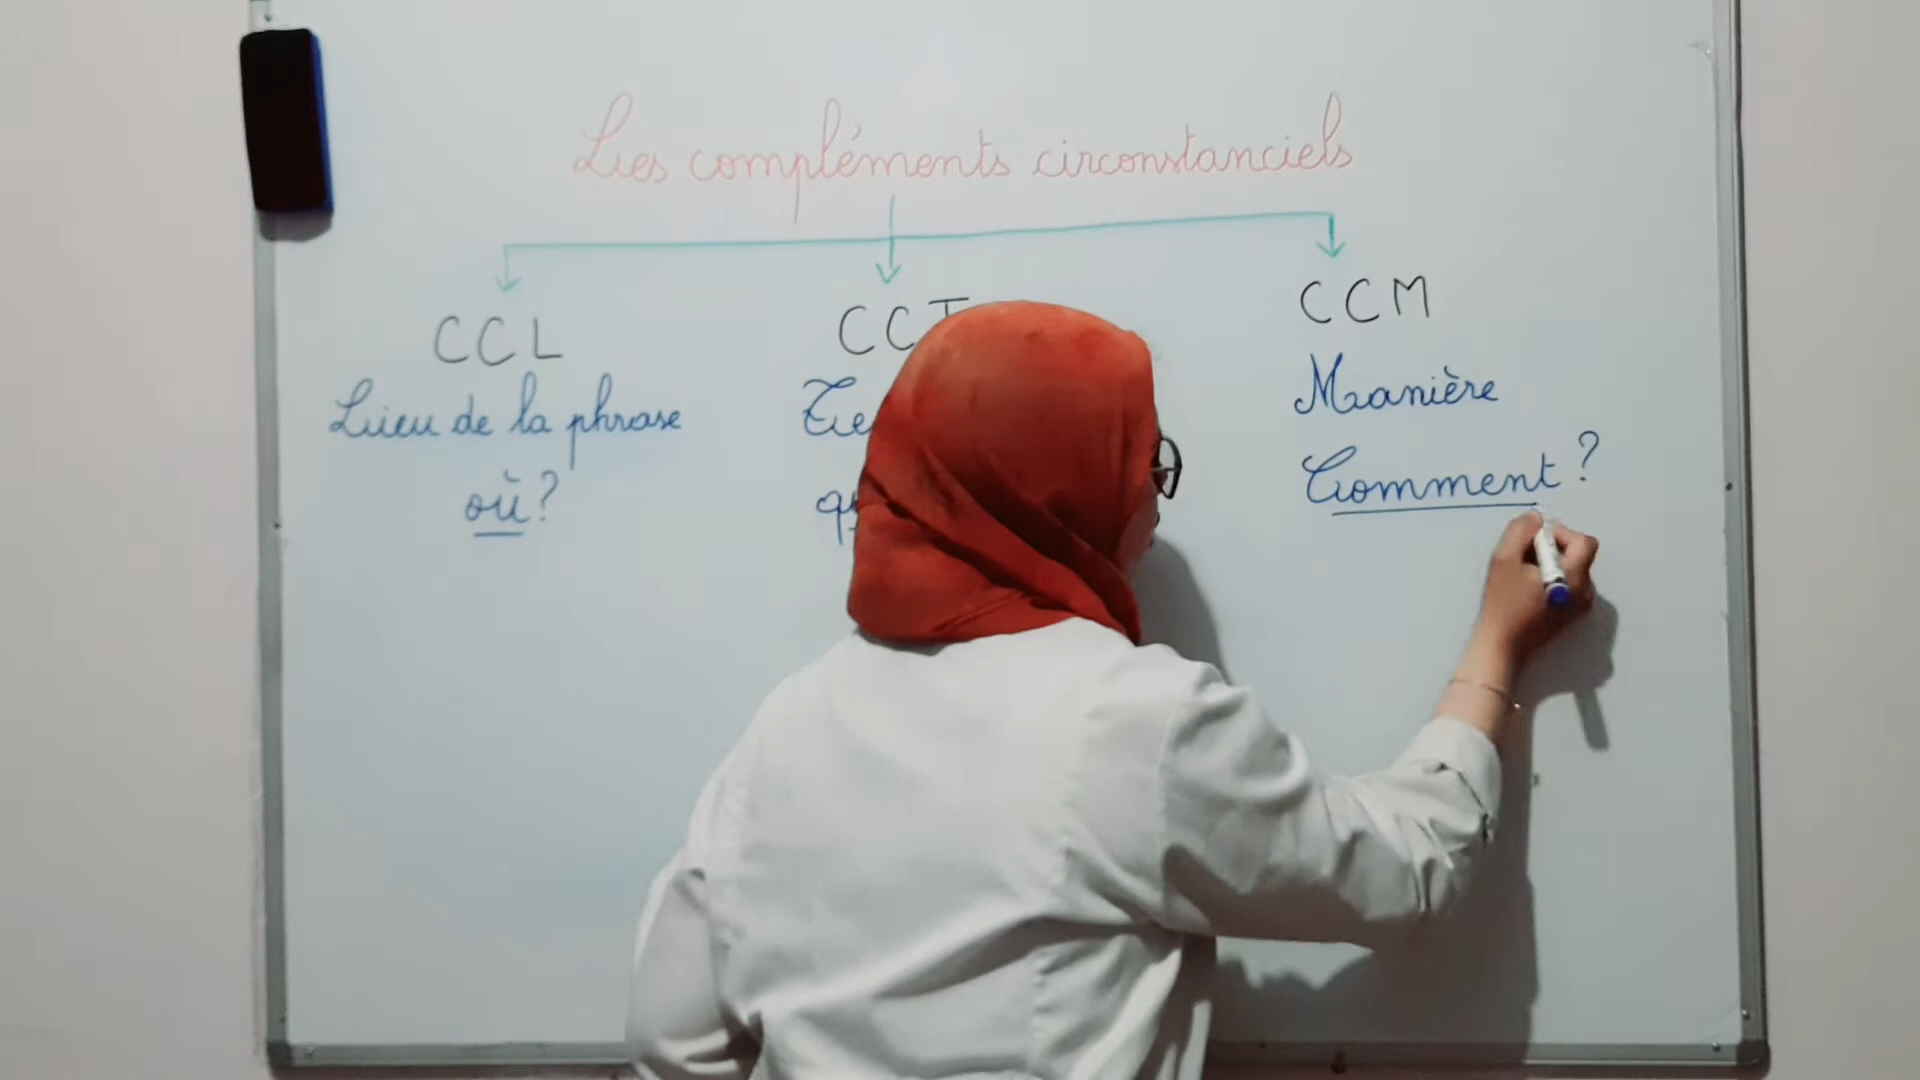 Les compléments circonstanciels
CCL
Lieu de la phrase
où?
CCT
CCM
Manière
Comment?